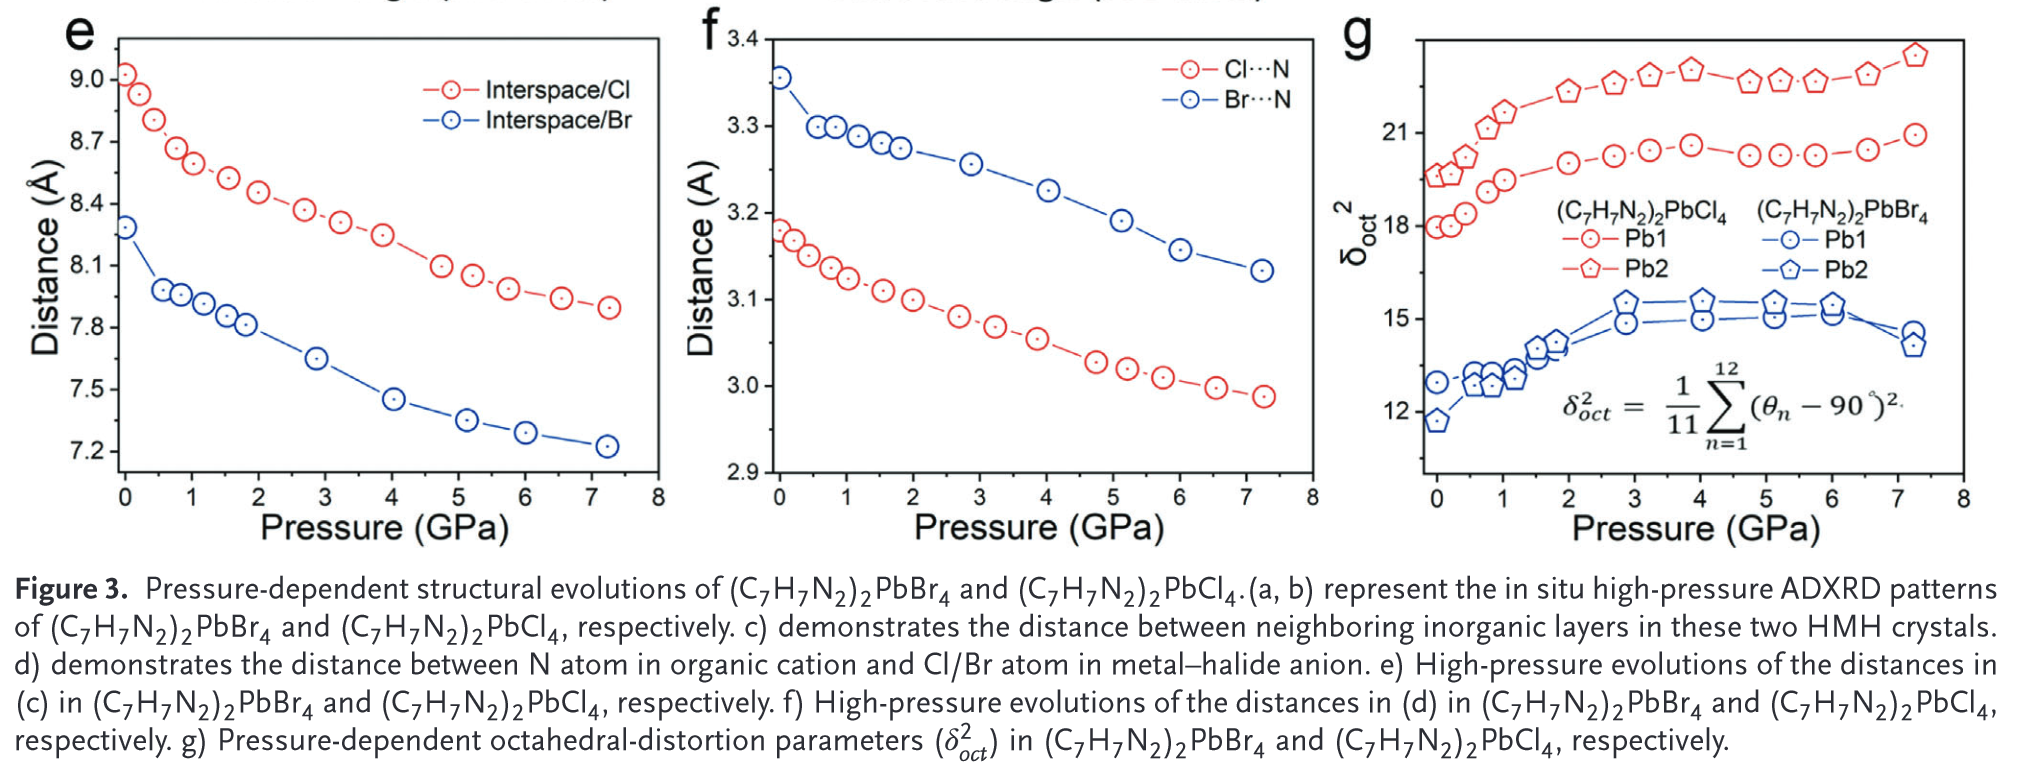 e
9.0
8.7
8.4
8.1
7.8
7.5
7.2
Distance (Å)
Interspace/Cl
Interspace/Br
0 1 2 3 4 5 6 7 8
Pressure (GPa)
f
3.4
3.3
3.2
3.1
3.0
2.9
Distance (A)
Cl···N
Br···N
0 1 2 3 4 5 6 7 8
Pressure (GPa)
g
21
18
15
12
δoct²
(C₇H₇N₂)₂PbCl₄ (C₇H₇N₂)₂PbBr₄
Pb1 Pb1
Pb2 Pb2
δ²oct = 1/11 ∑ n=1 12 (θn − 90°)².
0 1 2 3 4 5 6 7 8
Pressure (GPa)
Figure 3. Pressure-dependent structural evolutions of (C₇H₇N₂)₂PbBr₄ and (C₇H₇N₂)₂PbCl₄.(a, b) represent the in situ high-pressure ADXRD patterns
of (C₇H₇N₂)₂PbBr₄ and (C₇H₇N₂)₂PbCl₄, respectively. c) demonstrates the distance between neighboring inorganic layers in these two HMH crystals.
d) demonstrates the distance between N atom in organic cation and Cl/Br atom in metal–halide anion. e) High-pressure evolutions of the distances in
(c) in (C₇H₇N₂)₂PbBr₄ and (C₇H₇N₂)₂PbCl₄, respectively. f) High-pressure evolutions of the distances in (d) in (C₇H₇N₂)₂PbBr₄ and (C₇H₇N₂)₂PbCl₄,
respectively. g) Pressure-dependent octahedral-distortion parameters (δ²oct) in (C₇H₇N₂)₂PbBr₄ and (C₇H₇N₂)₂PbCl₄, respectively.